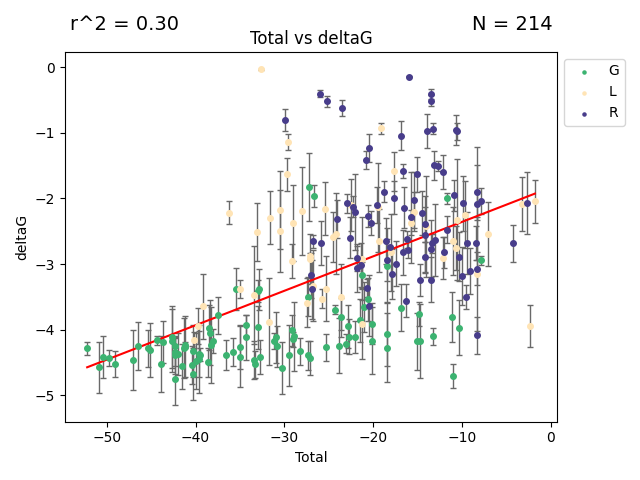 r^2 = 0.30 N = 214
Total vs deltaG
G
L
R
0
−1
−2
−3
−4
−5
deltaG
−50 −40 −30 −20 −10 0
Total